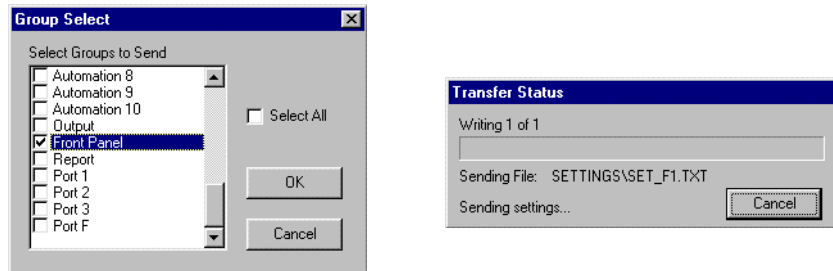 Group Select
Select Groups to Send
Automation 8
Automation 9
Automation 10
Output
Front Panel
Report
Port 1
Port 2
Port 3
Port F
Select All
OK
Cancel
Transfer Status
Writing 1 of 1
Sending File: SETTINGS\SET_F1.TXT
Sending settings...
Cancel